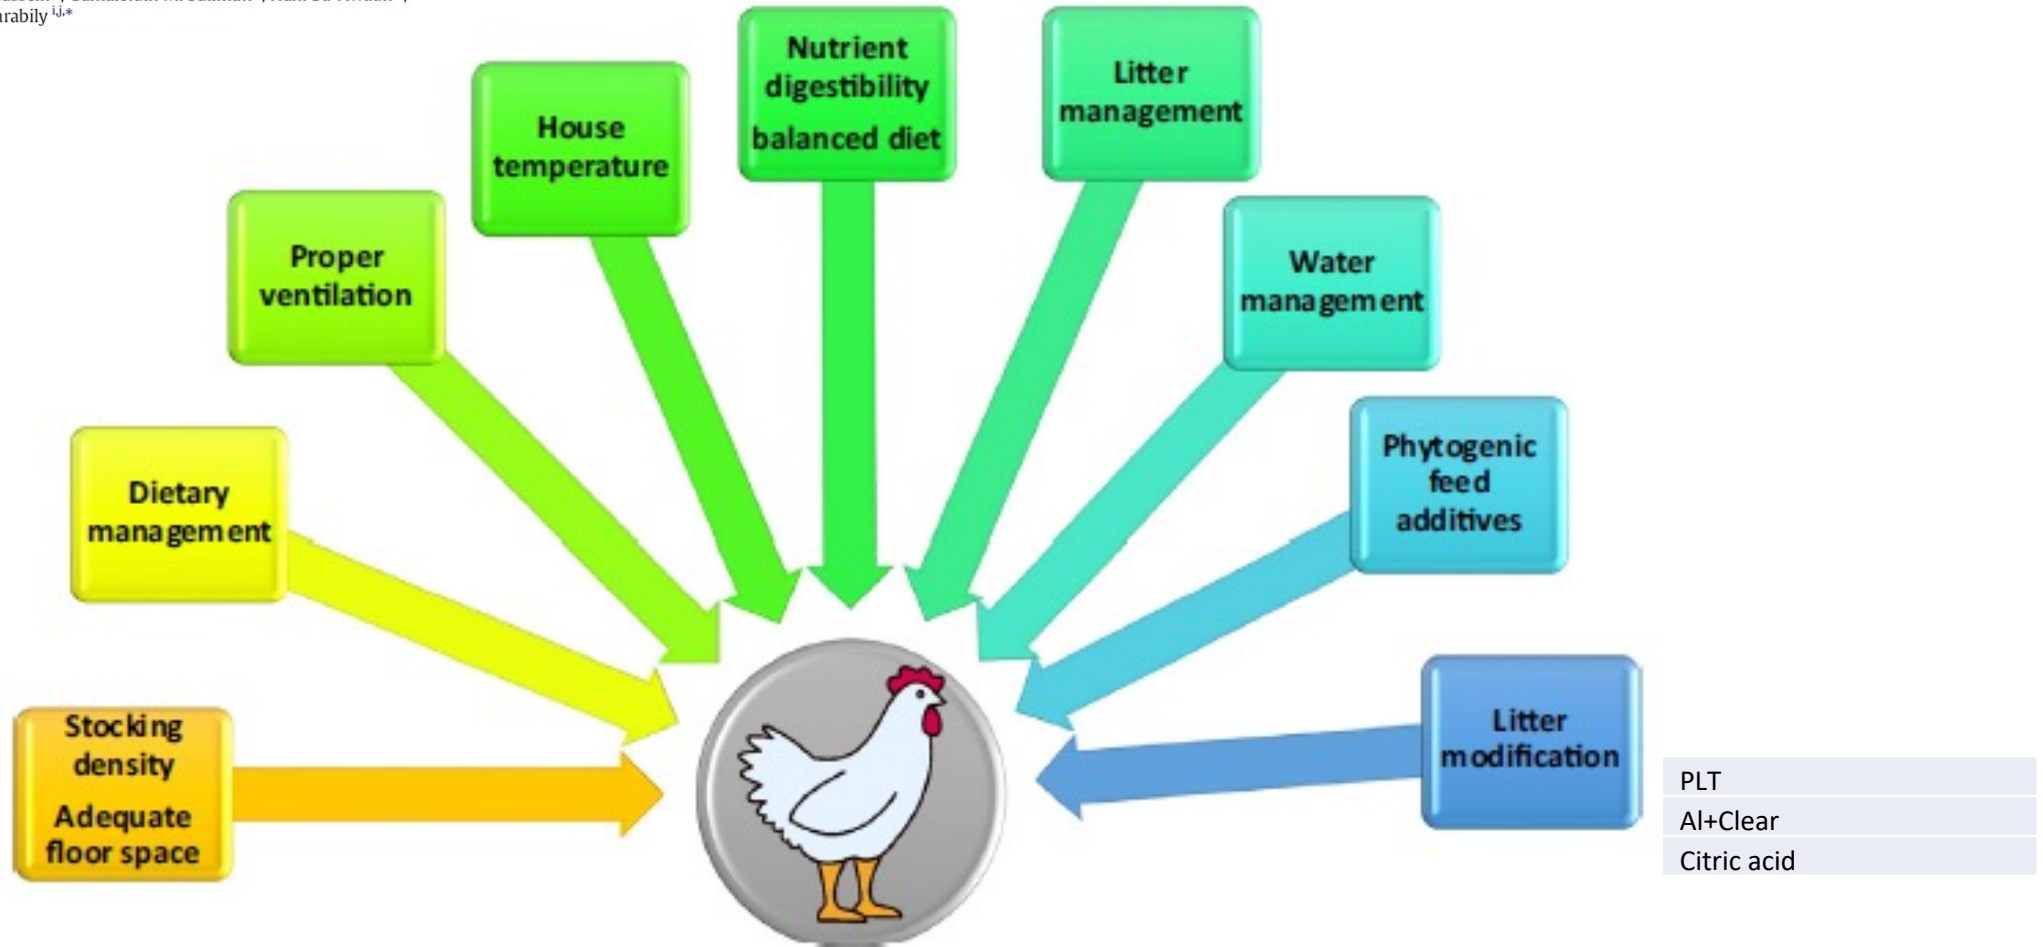 arabily i,j,*
Nutrient
digestibility
balanced diet
Litter
management
House
temperature
Proper
ventilation
Water
management
Phytogenic
feed
additives
Dietary
management
Stocking
density
Adequate
floor space
Litter
modification
PLT
Al+Clear
Citric acid